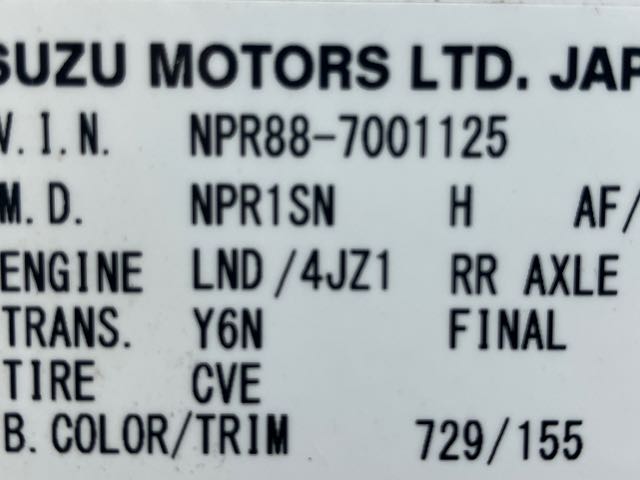 SUZU MOTORS LTD. JAP
V.I.N. NPR88-7001125
M.D. NPR1SN H AF/
ENGINE LND/4JZ1 RR AXLE
TRANS. Y6N FINAL
TIRE CVE
B.COLOR/TRIM 729/155